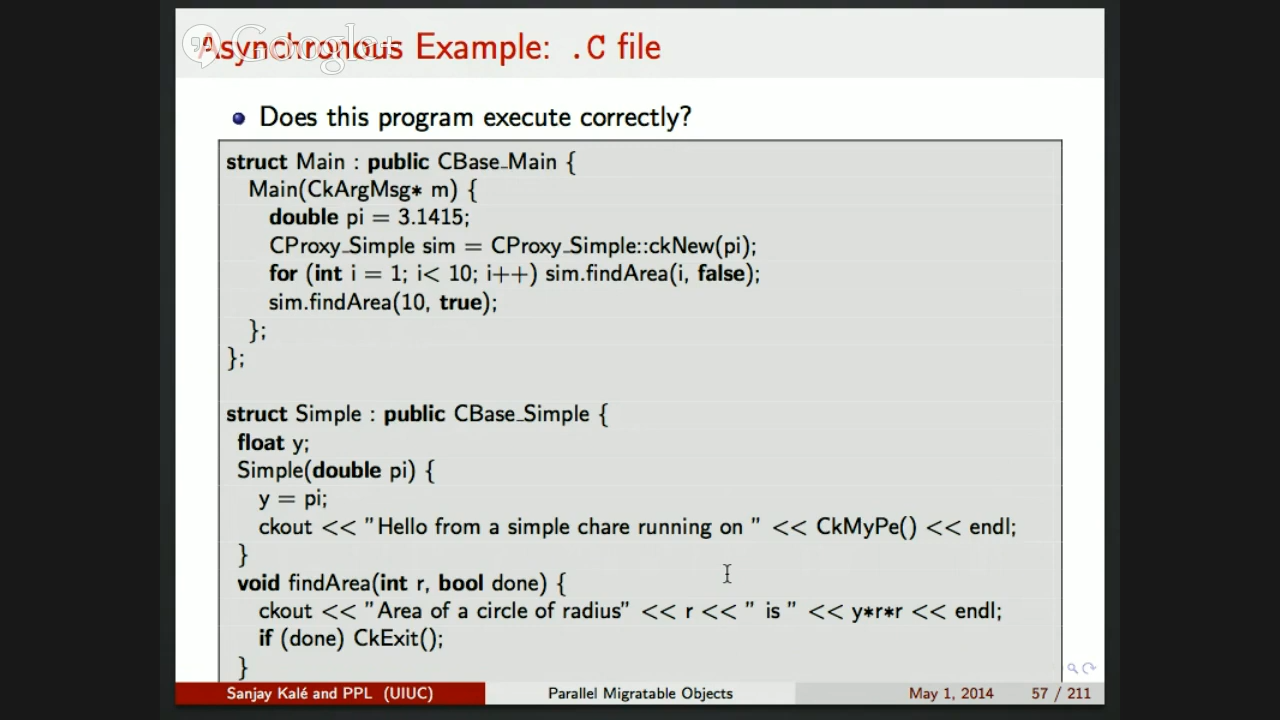 Google+
Asynchronous Example: .C file
Does this program execute correctly?
struct Main : public CBase_Main {
Main(CkArgMsg* m) {
double pi = 3.1415;
CProxy_Simple sim = CProxy_Simple::ckNew(pi);
for (int i = 1; i< 10; i++) sim.findArea(i, false);
sim.findArea(10, true);
};
};
struct Simple : public CBase_Simple {
float y;
Simple(double pi) {
y = pi;
ckout << "Hello from a simple chare running on " << CkMyPe() << endl;
}
void findArea(int r, bool done) {
ckout << "Area of a circle of radius" << r << " is " << y*r*r << endl;
if (done) CkExit();
}
Sanjay Kalé and PPL (UIUC) Parallel Migratable Objects May 1, 2014 57 / 211